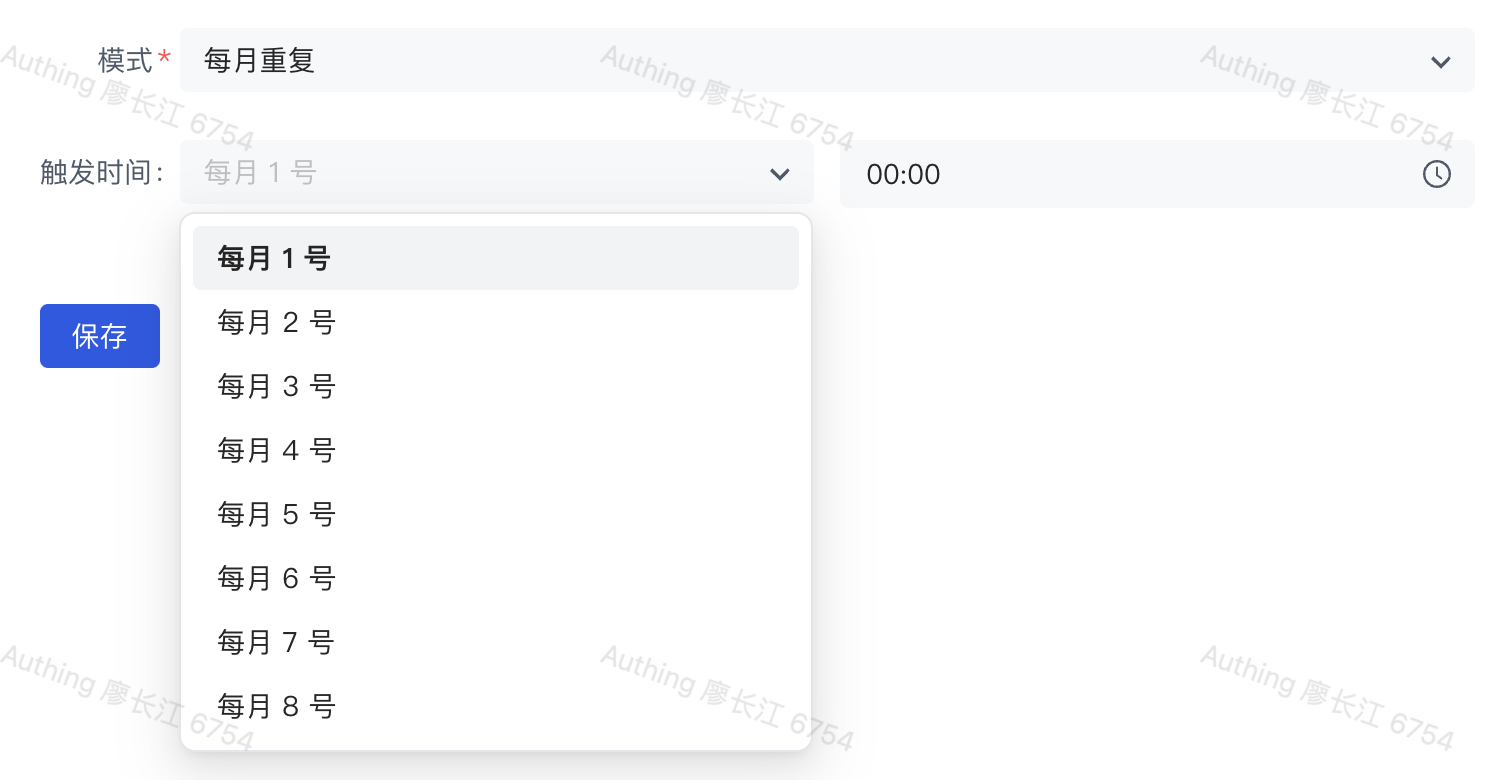 模式*
每月重复
触发时间：
每月 1 号
00:00
每月 1 号
每月 2 号
每月 3 号
每月 4 号
每月 5 号
每月 6 号
每月 7 号
每月 8 号
保存
Authing 廖长江 6754
Authing 廖长江 6754
Authing 廖长江 6754
Authing 廖长江 6754
Authing 廖长江 6754
Authing 廖长江 6754